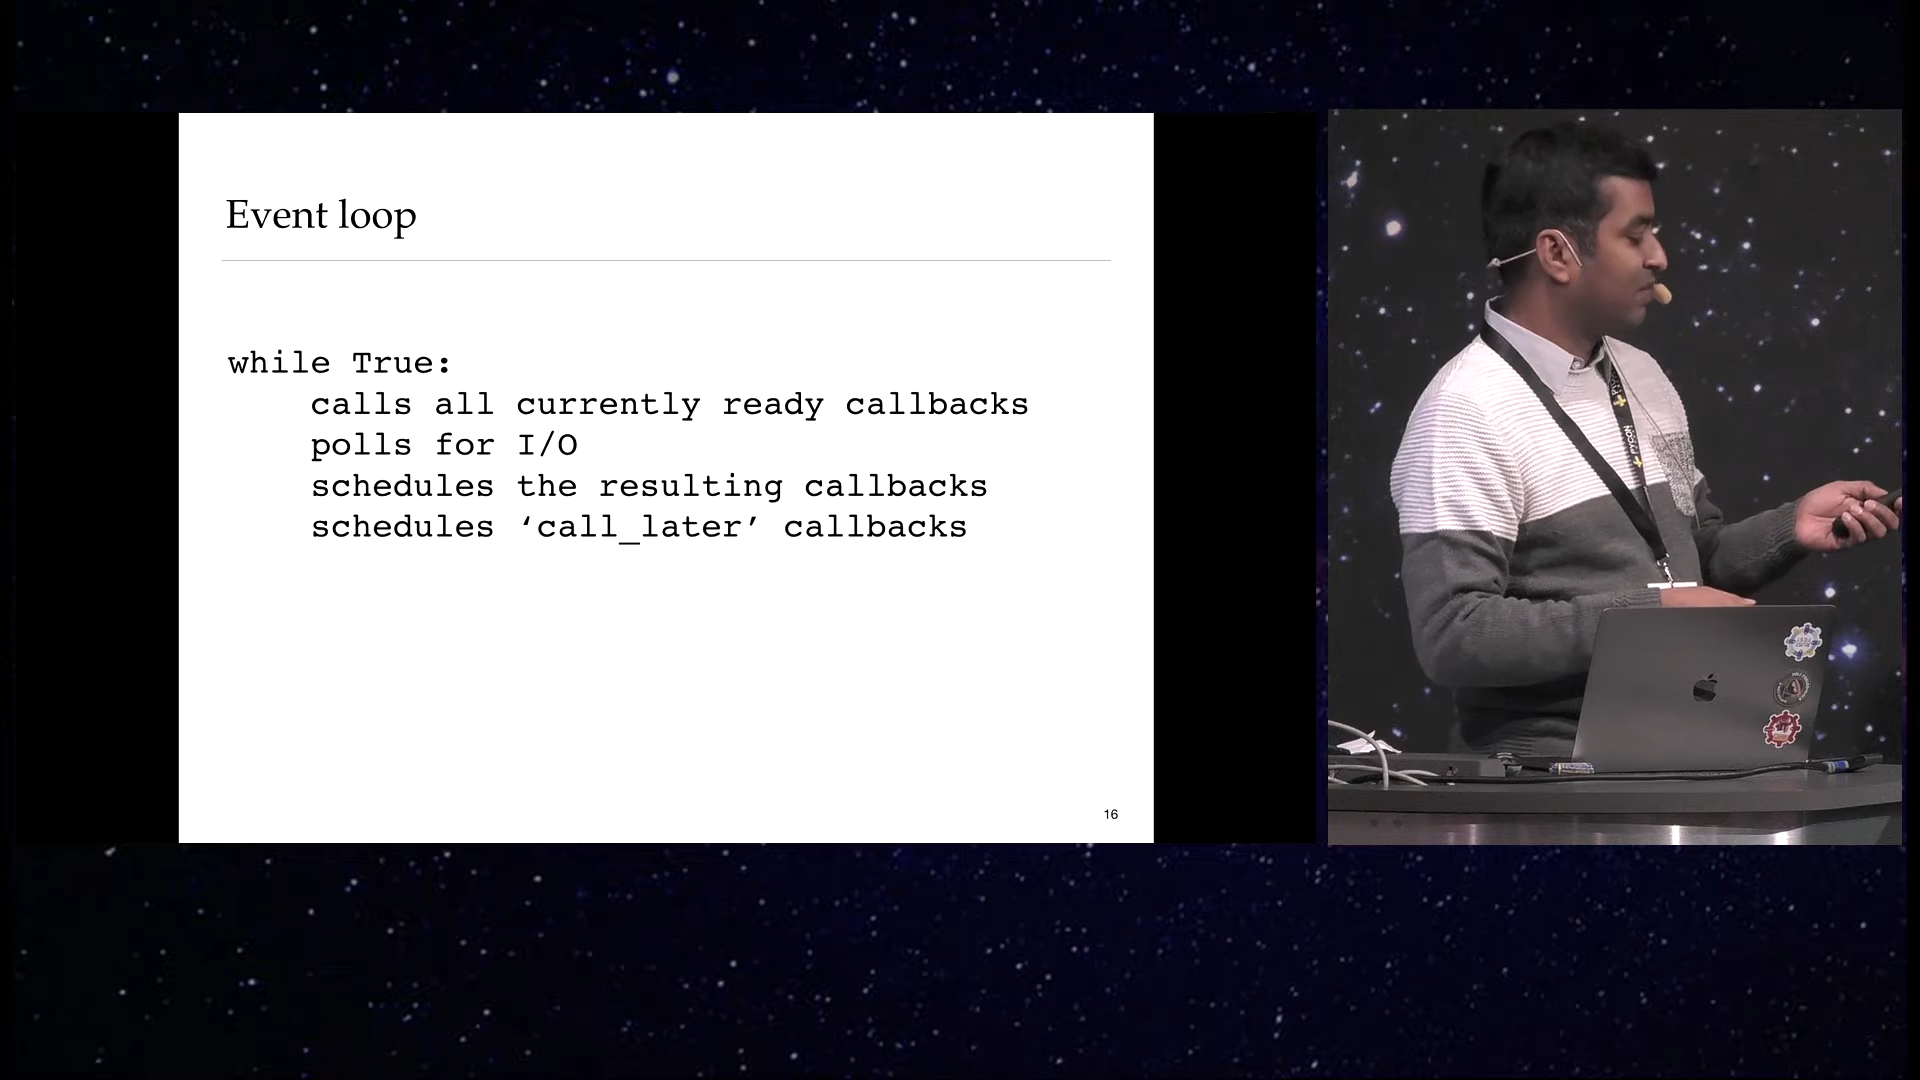 Event loop
while True:
calls all currently ready callbacks
polls for I/O
schedules the resulting callbacks
schedules ‘call_later’ callbacks
16
PYCON